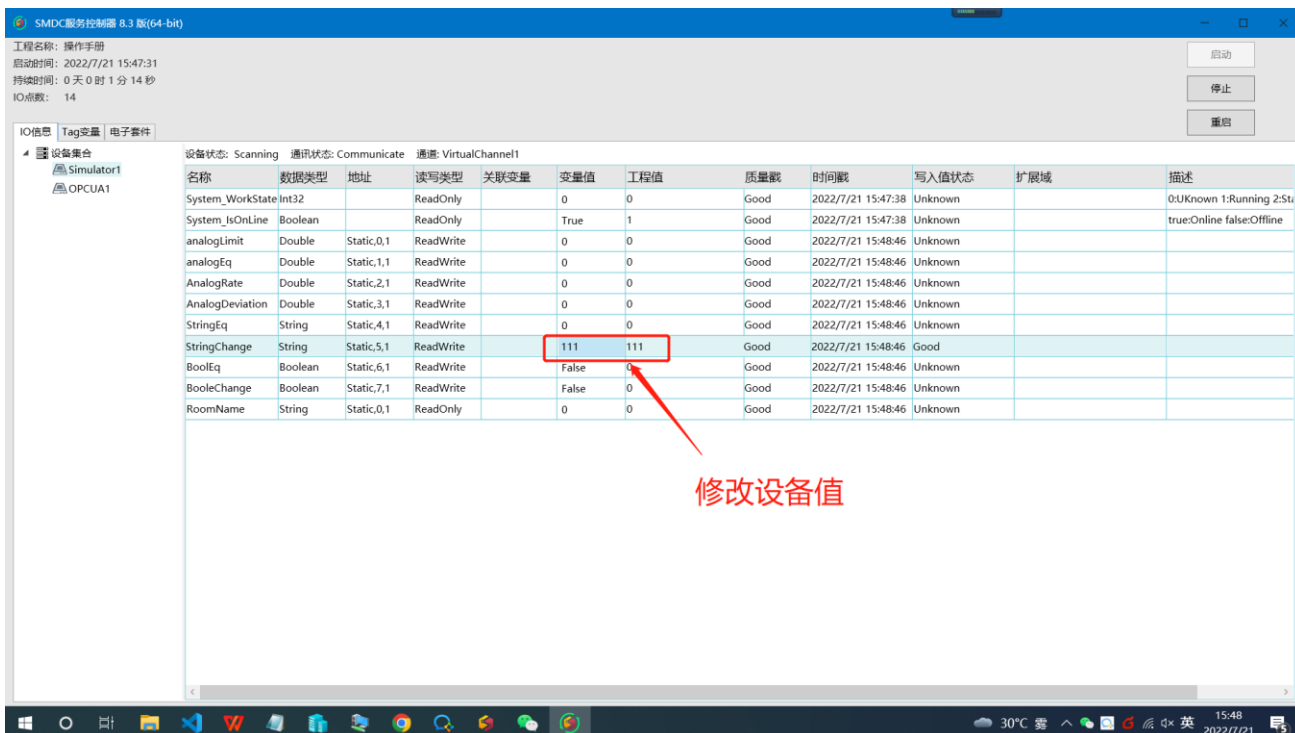 SMDC服务控制器 8.3 版(64-bit)
工程名称: 操作手册
启动时间: 2022/7/21 15:47:31
持续时间: 0 天 0 时 1 分 14 秒
IO点数: 14
启动
停止
重启
IO信息 Tag变量 电子套件
设备集合
Simulator1
OPCUA1
设备状态: Scanning 通讯状态: Communicate 通道: VirtualChannel1
名称 数据类型 地址 读写类型 关联变量 变量值 工程值 质量戳 时间戳 写入值状态 扩展域 描述
System_WorkState Int32 ReadOnly 0 0 Good 2022/7/21 15:47:38 Unknown 0:UKnown 1:Running 2:Sta
System_IsOnLine Boolean ReadOnly True 1 Good 2022/7/21 15:47:38 Unknown true:Online false:Offline
analogLimit Double Static,0,1 ReadWrite 0 0 Good 2022/7/21 15:48:46 Unknown
analogEq Double Static,1,1 ReadWrite 0 0 Good 2022/7/21 15:48:46 Unknown
AnalogRate Double Static,2,1 ReadWrite 0 0 Good 2022/7/21 15:48:46 Unknown
AnalogDeviation Double Static,3,1 ReadWrite 0 0 Good 2022/7/21 15:48:46 Unknown
StringEq String Static,4,1 ReadWrite 0 0 Good 2022/7/21 15:48:46 Unknown
StringChange String Static,5,1 ReadWrite 111 111 Good 2022/7/21 15:48:46 Good
BoolEq Boolean Static,6,1 ReadWrite False 0 Good 2022/7/21 15:48:46 Unknown
BooleChange Boolean Static,7,1 ReadWrite False 0 Good 2022/7/21 15:48:46 Unknown
RoomName String Static,0,1 ReadOnly 0 0 Good 2022/7/21 15:48:46 Unknown
修改设备值
30°C 雾 英 15:48
2022/7/21